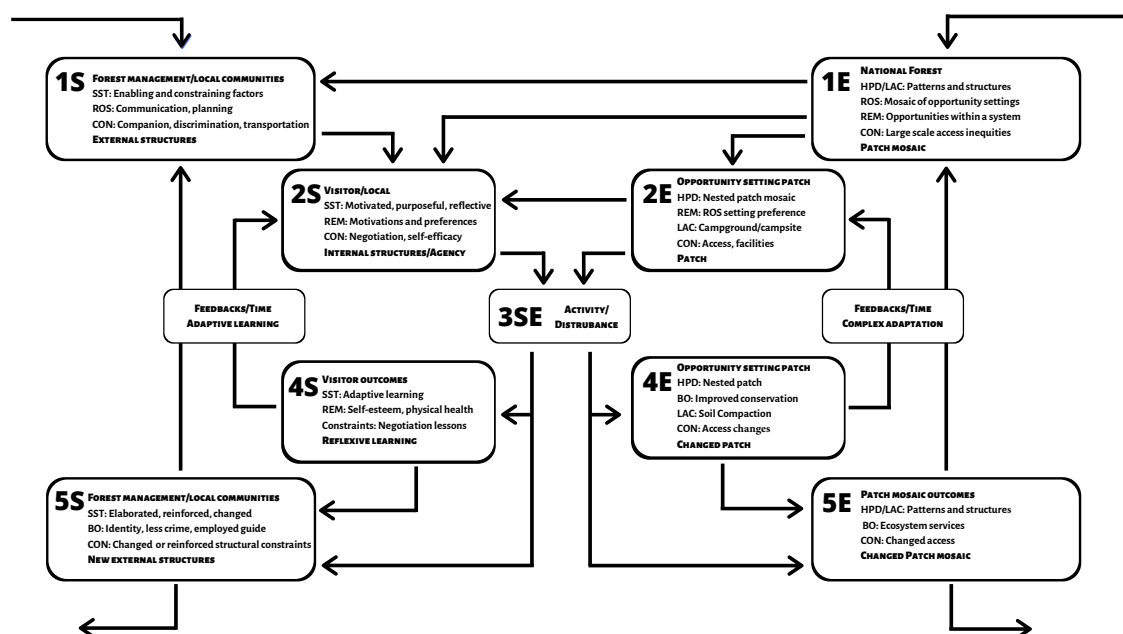 1S
Forest management/local communities
SST: Enabling and constraining factors
ROS: Communication, planning
CON: Companion, discrimination, transportation
External structures
1E
National Forest
HPD/LAC: Patterns and structures
ROS: Mosaic of opportunity settings
REM: Opportunities within a system
CON: Large scale access inequities
Patch mosaic
2S
Visitor/local
SST: Motivated, purposeful, reflective
REM: Motivations and preferences
CON: Negotiation, self-efficacy
Internal structures/Agency
2E
Opportunity setting patch
HPD: Nested patch mosaic
REM: ROS setting preference
LAC: Campground/campsite
CON: Access, facilities
Patch
Feedbacks/Time
Adaptive learning
3SE
Activity/
Distrubance
Feedbacks/Time
Complex adaptation
4S
Visitor outcomes
SST: Adaptive learning
REM: Self-esteem, physical health
Constraints: Negotiation lessons
Reflexive learning
4E
Opportunity setting patch
HPD: Nested patch
BO: Improved conservation
LAC: Soil Compaction
CON: Access changes
Changed patch
5S
Forest management/local communities
SST: Elaborated, reinforced, changed
BO: Identity, less crime, employed guide
CON: Changed or reinforced structural constraints
New external structures
5E
Patch mosaic outcomes
HPD/LAC: Patterns and structures
BO: Ecosystem services
CON: Changed access
Changed Patch mosaic